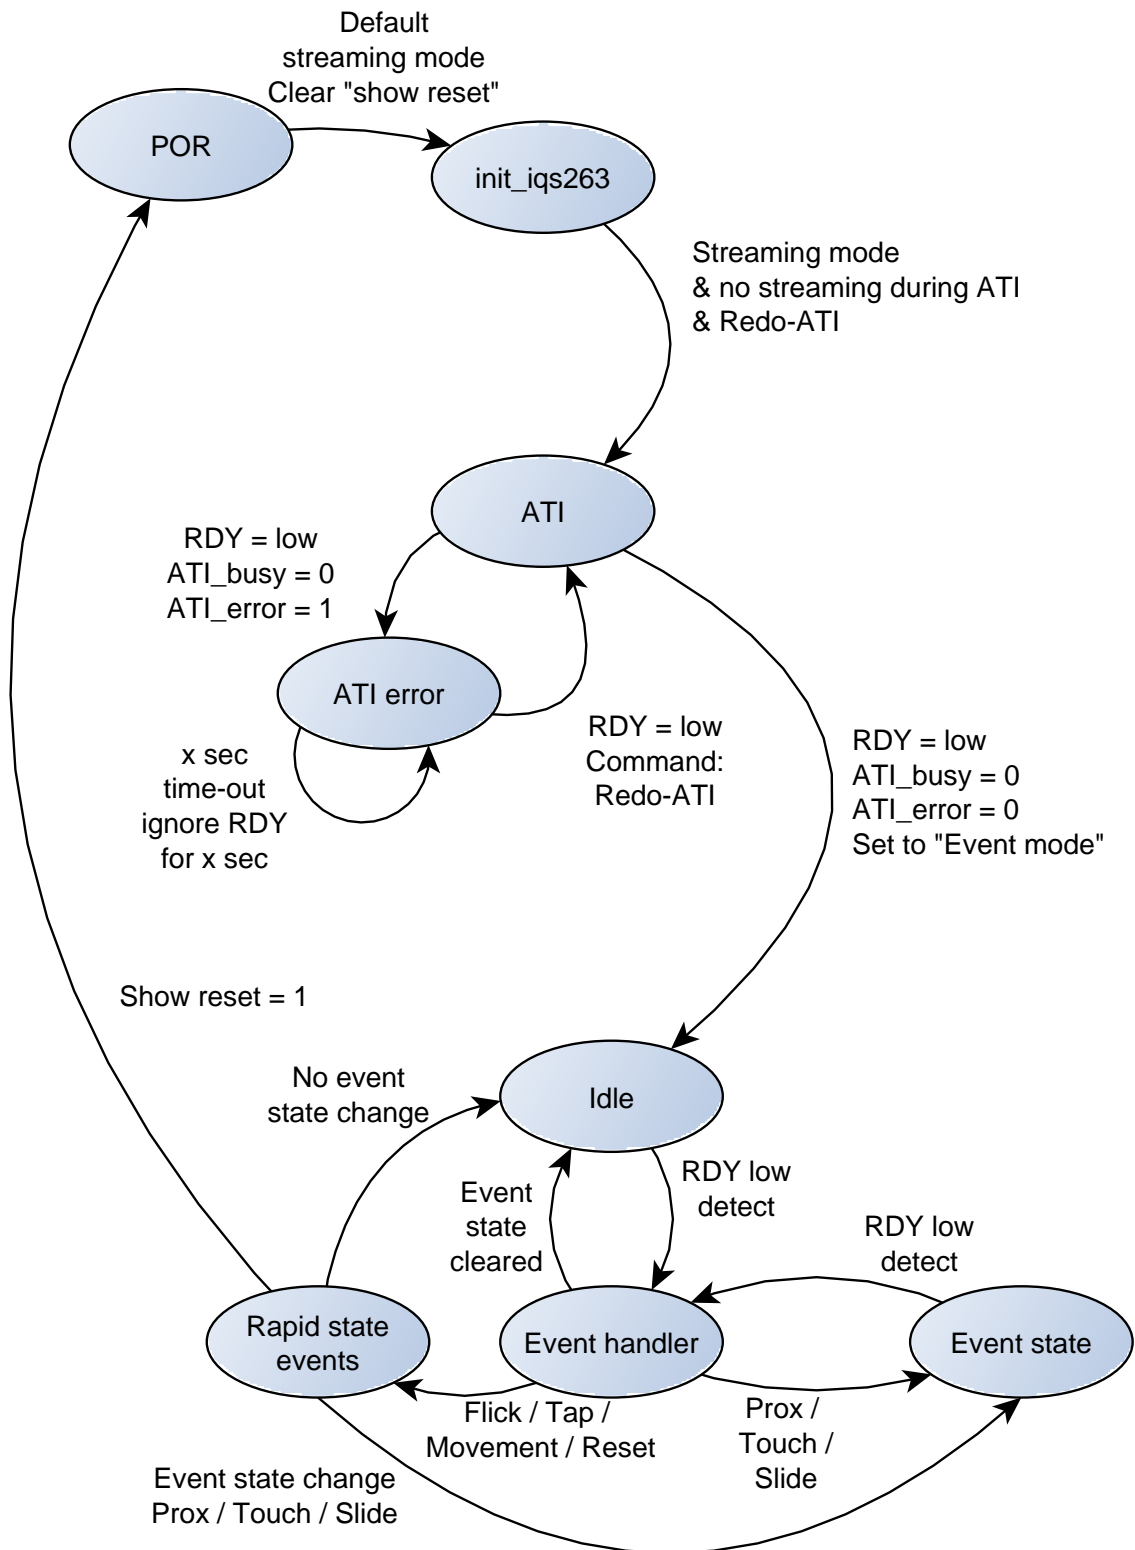 Default
streaming mode
Clear "show reset"
POR
init_iqs263
Streaming mode
& no streaming during ATI
& Redo-ATI
ATI
RDY = low
ATI_busy = 0
ATI_error = 1
ATI error
x sec
time-out
ignore RDY
for x sec
RDY = low
Command:
Redo-ATI
RDY = low
ATI_busy = 0
ATI_error = 0
Set to "Event mode"
Show reset = 1
No event
state change
Idle
Event
state
cleared
RDY low
detect
RDY low
detect
Rapid state
events
Event handler
Event state
Flick / Tap /
Movement / Reset
Prox /
Touch /
Slide
Event state change
Prox / Touch / Slide